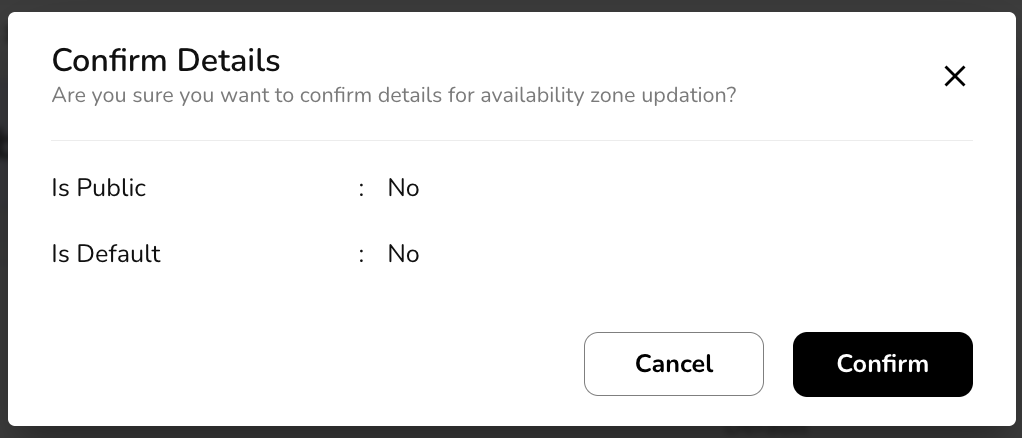 Confirm Details
Are you sure you want to confirm details for availability zone updation?
Is Public : No
Is Default : No
Cancel Confirm